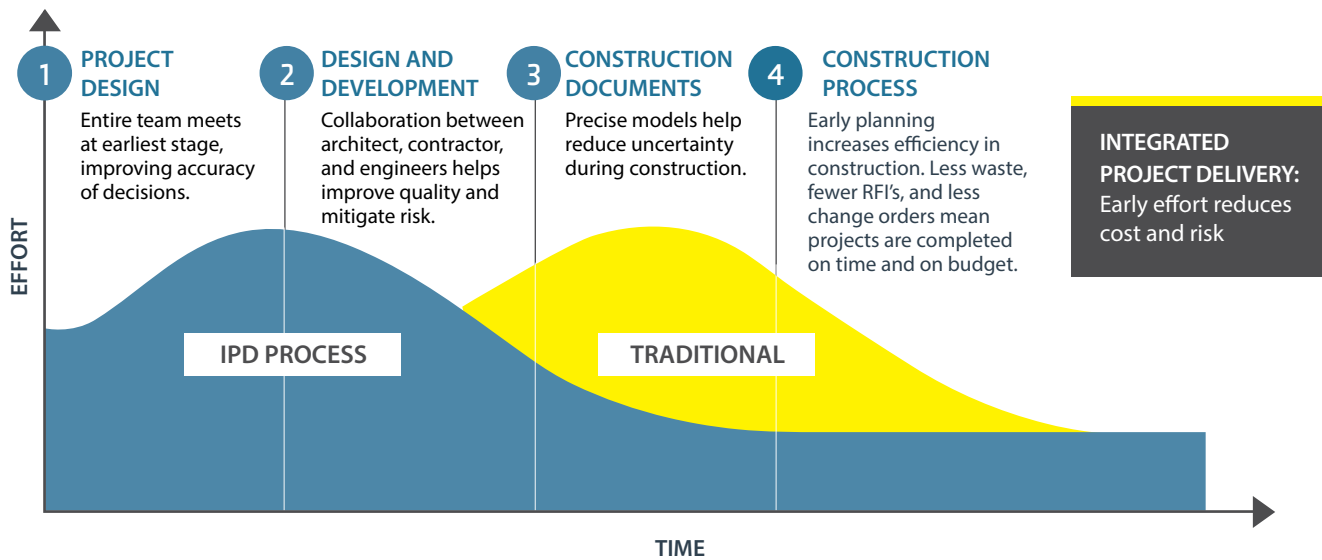 1
PROJECT
DESIGN
Entire team meets
at earliest stage,
improving accuracy
of decisions.
2
DESIGN AND
DEVELOPMENT
Collaboration between
architect, contractor,
and engineers helps
improve quality and
mitigate risk.
3
CONSTRUCTION
DOCUMENTS
Precise models help
reduce uncertainty
during construction.
4
CONSTRUCTION
PROCESS
Early planning
increases efficiency in
construction. Less waste,
fewer RFI's, and less
change orders mean
projects are completed
on time and on budget.
INTEGRATED
PROJECT DELIVERY:
Early effort reduces
cost and risk
EFFORT
IPD PROCESS
TRADITIONAL
TIME